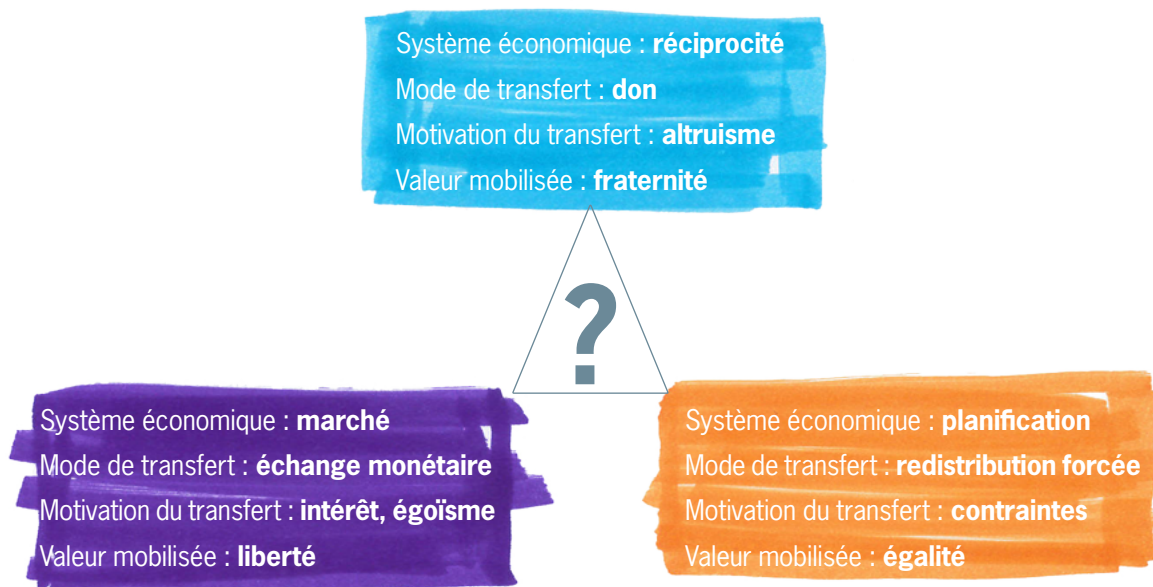 Système économique : réciprocité
Mode de transfert : don
Motivation du transfert : altruisme
Valeur mobilisée : fraternité
?
Système économique : marché
Mode de transfert : échange monétaire
Motivation du transfert : intérêt, égoïsme
Valeur mobilisée : liberté
Système économique : planification
Mode de transfert : redistribution forcée
Motivation du transfert : contraintes
Valeur mobilisée : égalité